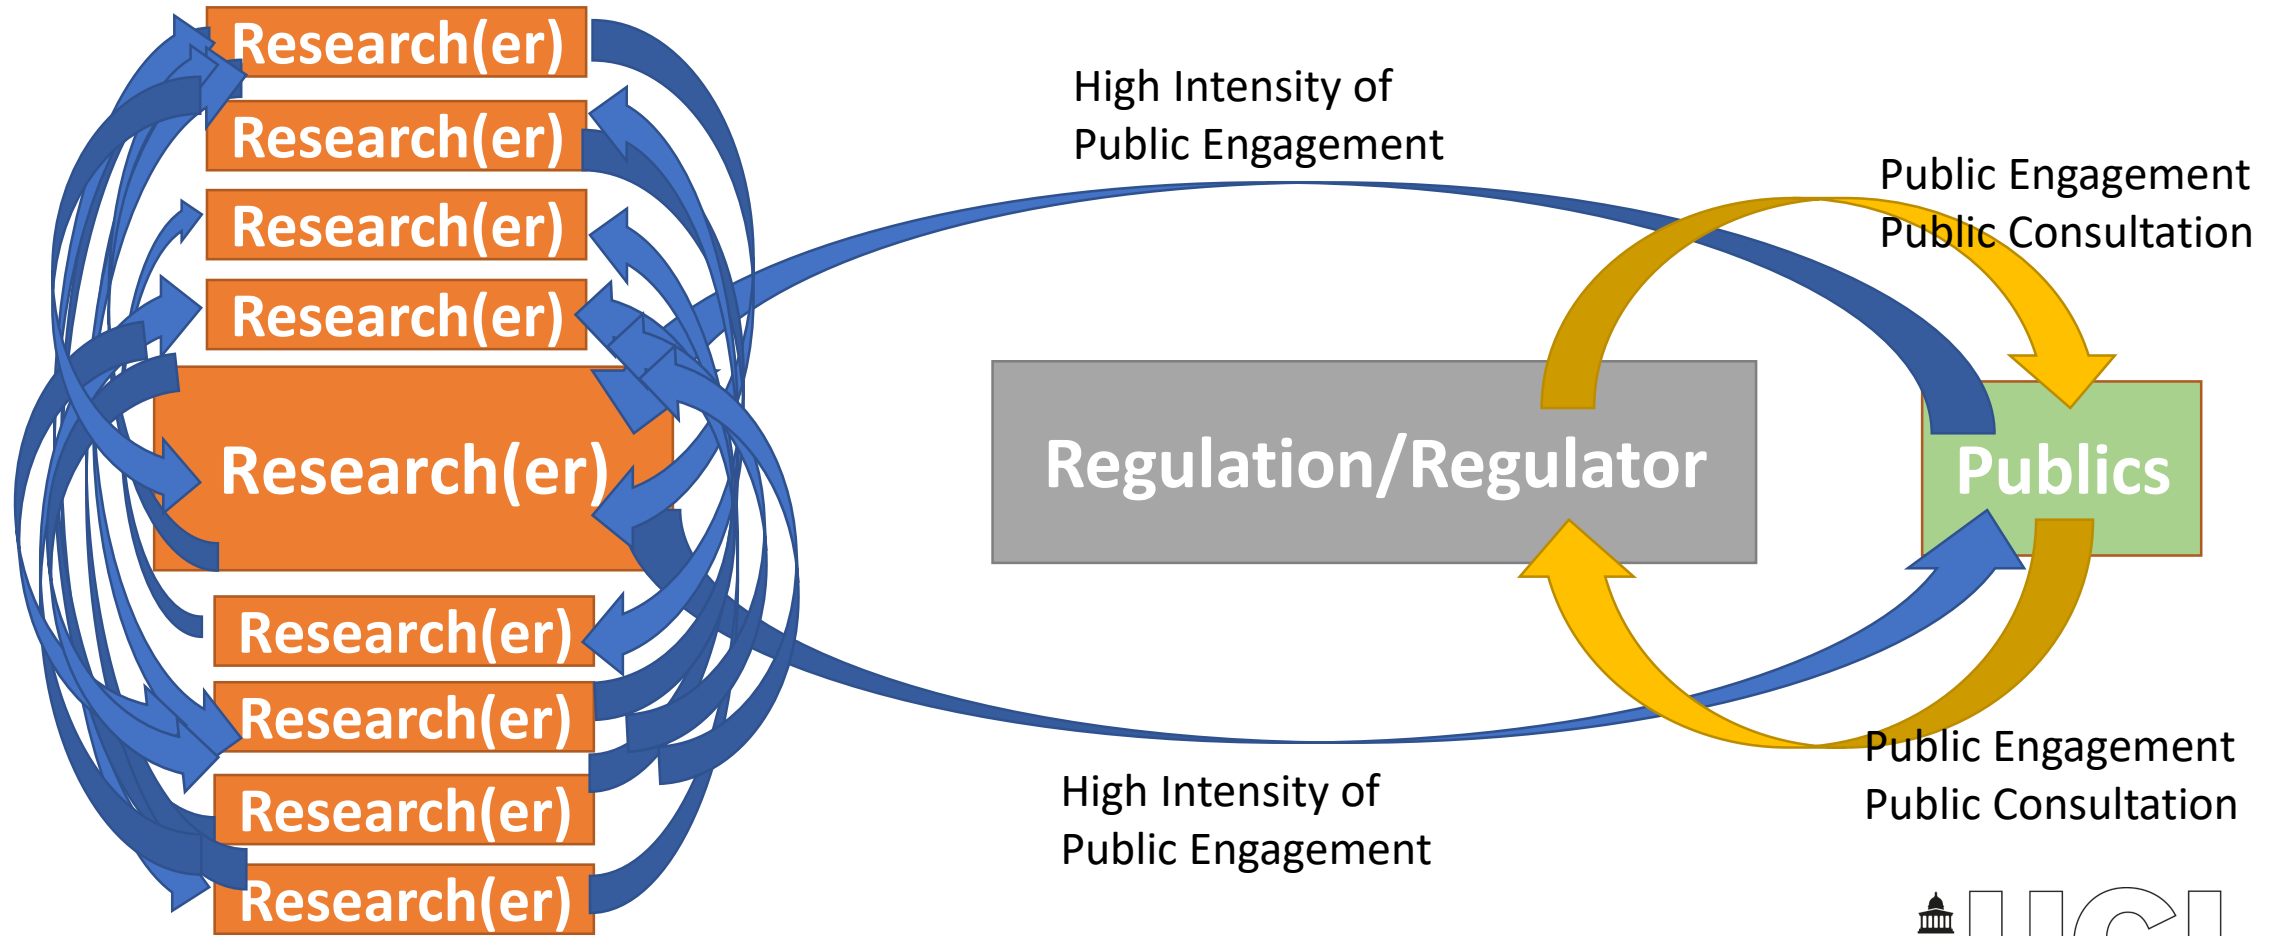 Research(er)
Research(er)
Research(er)
Research(er)
Research(er)
Research(er)
Research(er)
Research(er)
Research(er)
High Intensity of
Public Engagement
Public Engagement
Public Consultation
Regulation/Regulator
Publics
High Intensity of
Public Engagement
Public Engagement
Public Consultation
UCL